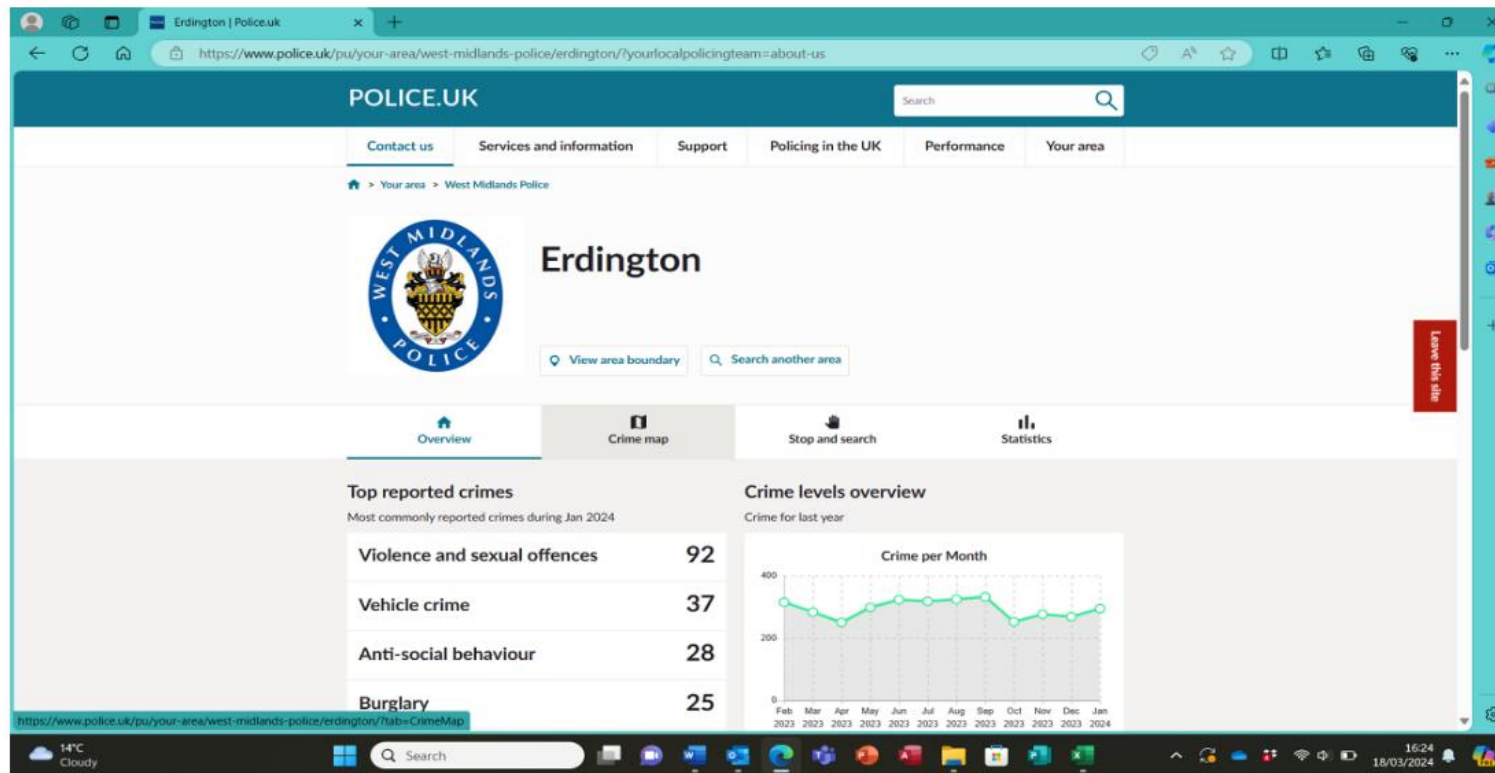 Erdington | Police.uk
https://www.police.uk/pu/your-area/west-midlands-police/erdington/?yourlocalpolicingteam=about-us
POLICE.UK
Search
Contact us Services and information Support Policing in the UK Performance Your area
> Your area > West Midlands Police
WEST MIDLANDS POLICE
Erdington
View area boundary Search another area
Leave this site
Overview Crime map Stop and search Statistics
Top reported crimes
Most commonly reported crimes during Jan 2024
Violence and sexual offences 92
Vehicle crime 37
Anti-social behaviour 28
Burglary 25
Crime levels overview
Crime for last year
Crime per Month
400
200
0
Feb Mar Apr May Jun Jul Aug Sep Oct Nov Dec Jan
2023 2023 2023 2023 2023 2023 2023 2023 2023 2023 2023 2024
https://www.police.uk/pu/your-area/west-midlands-police/erdington/?tab=CrimeMap
14°C
Cloudy
Search
16:24
18/03/2024